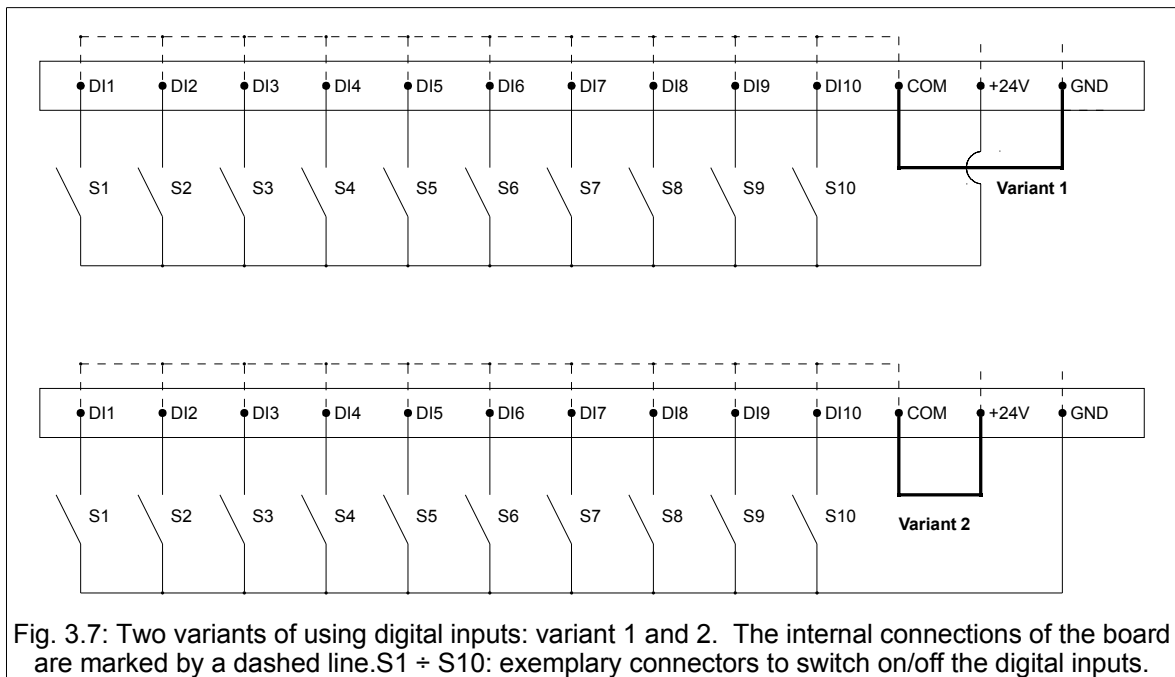 DI1 DI2 DI3 DI4 DI5 DI6 DI7 DI8 DI9 DI10 COM +24V GND
S1 S2 S3 S4 S5 S6 S7 S8 S9 S10 Variant 1
DI1 DI2 DI3 DI4 DI5 DI6 DI7 DI8 DI9 DI10 COM +24V GND
S1 S2 S3 S4 S5 S6 S7 S8 S9 S10 Variant 2
Fig. 3.7: Two variants of using digital inputs: variant 1 and 2. The internal connections of the board
are marked by a dashed line.S1 ÷ S10: exemplary connectors to switch on/off the digital inputs.